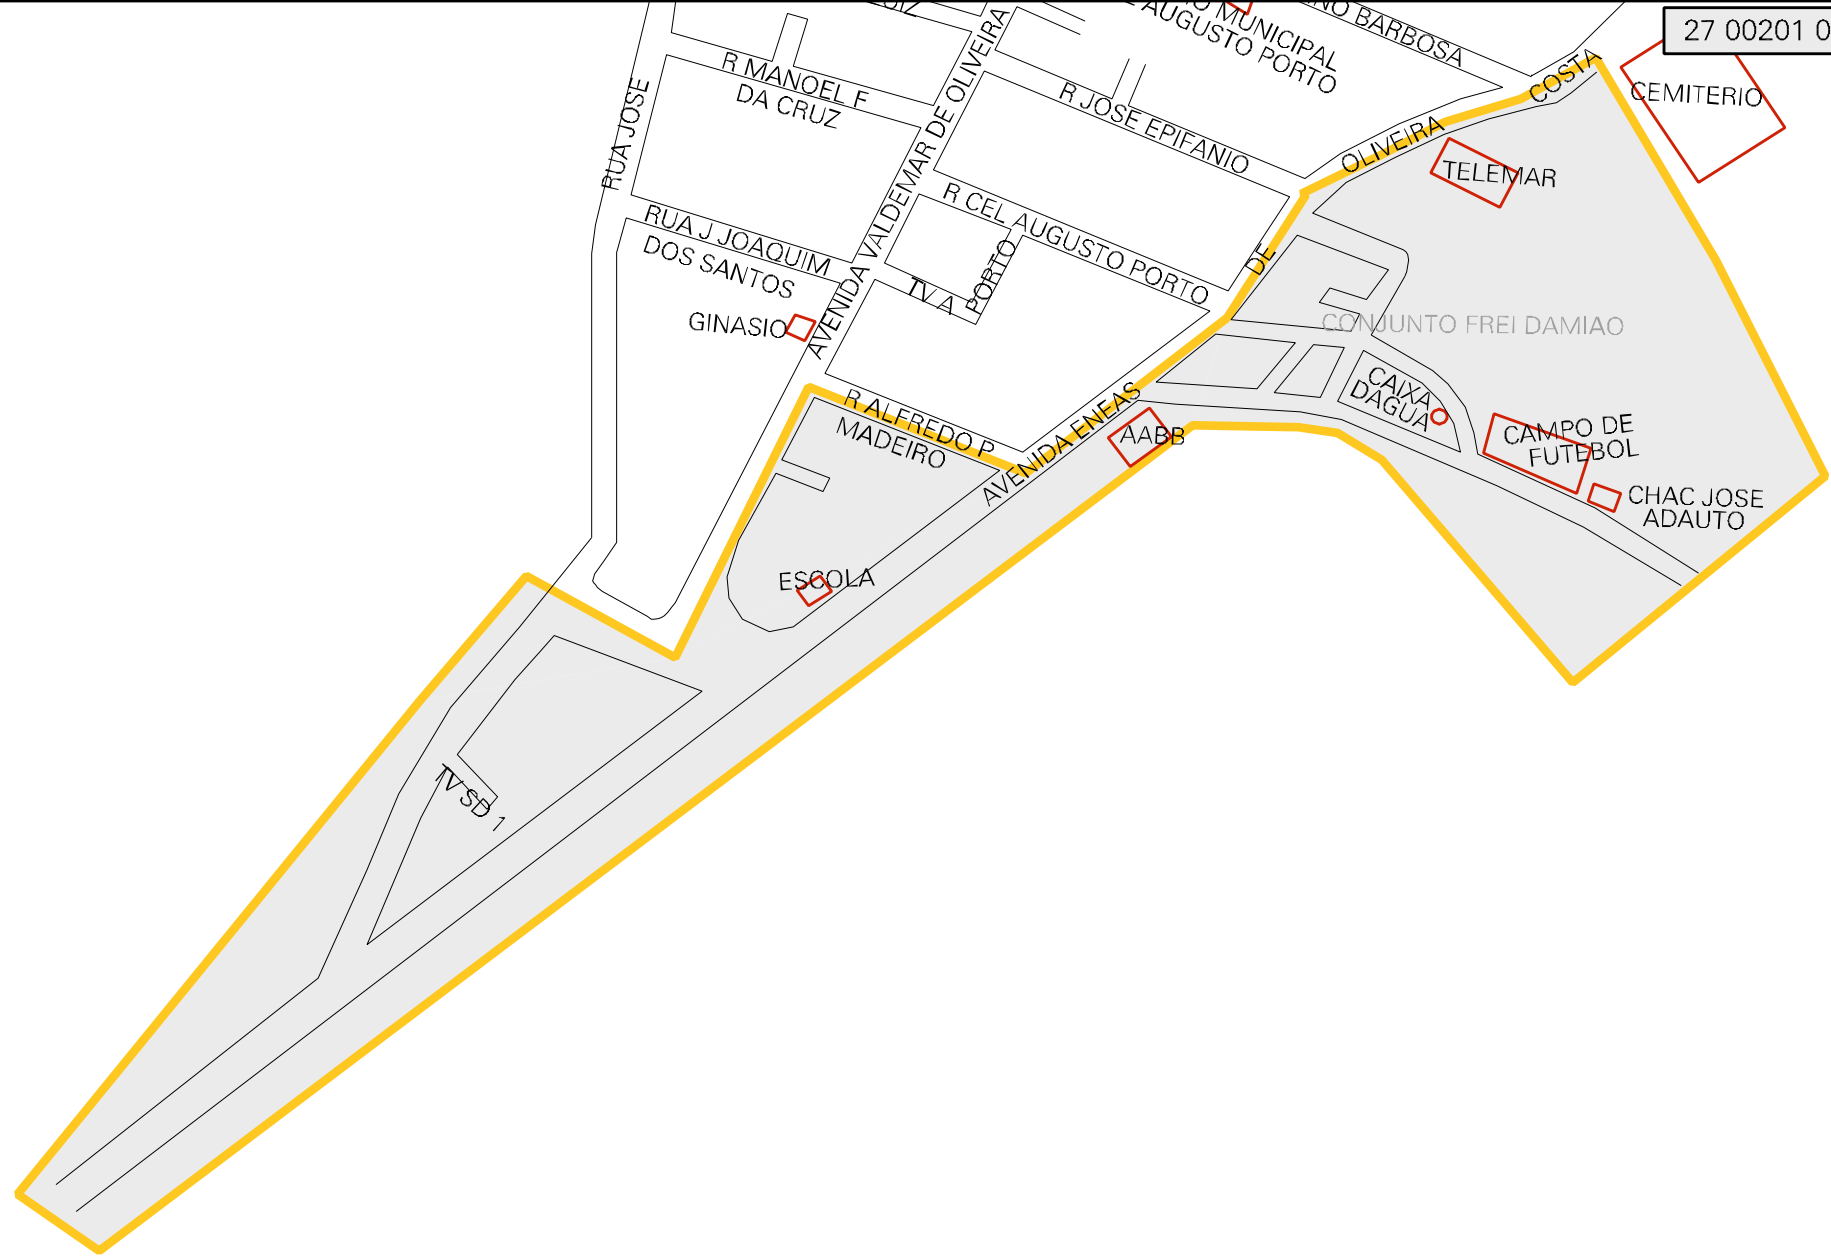 27 00201 0
NO BARBOSA
MUNICIPAL
AUGUSTO PORTO
COSTA
CEMITERIO
R MANOEL F
DA CRUZ
RUA JOSE
AVENIDA VALDEMAR DE OLIVEIRA
R JOSE EPIFANIO
OLIVEIRA
TELEMAR
R CEL AUGUSTO PORTO
RUA J JOAQUIM
DOS SANTOS
TV A
PORTO
DE
GINASIO
CONJUNTO FREI DAMIAO
CAIXA
DAGUA
R ALFREDO P
MADEIRO
AVENIDA ENEAS
AABB
CAMPO DE
FUTEBOL
CHAC JOSE
ADAUTO
ESCOLA
TV SD 1